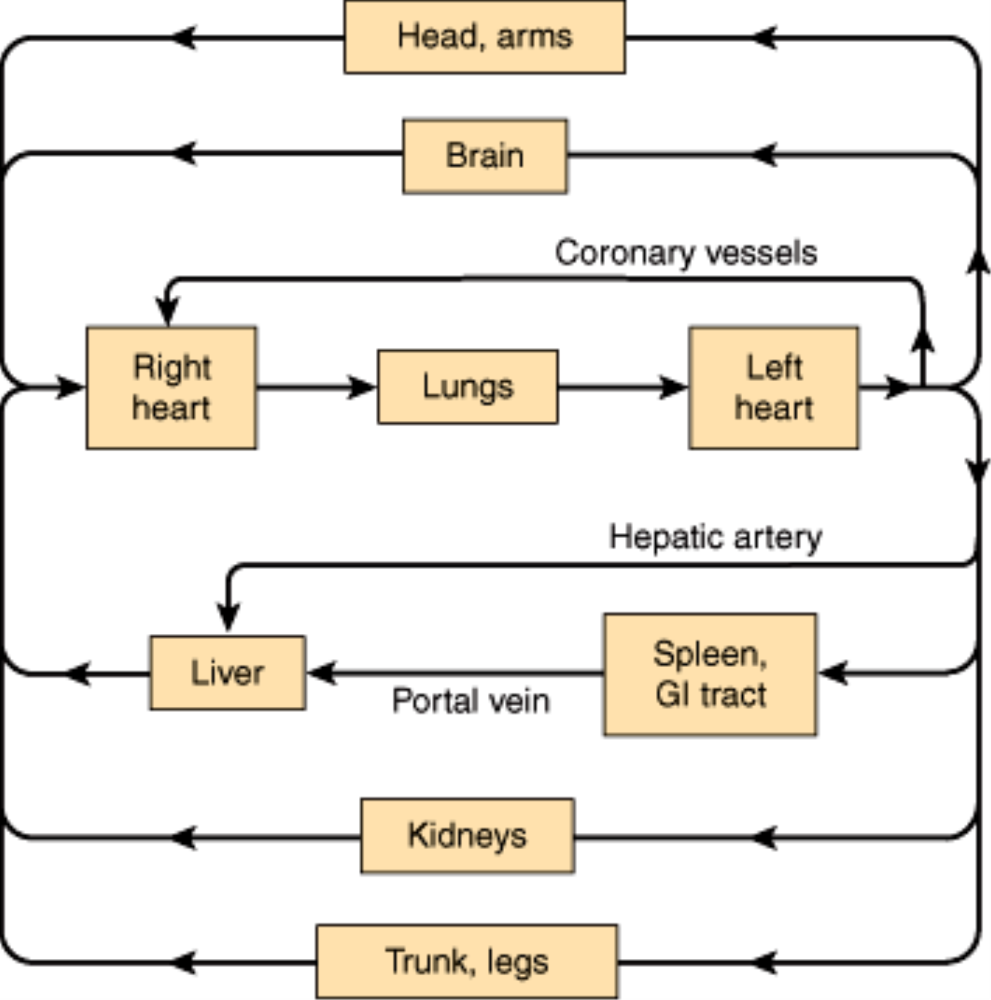 Head, arms
Brain
Coronary vessels
Right
heart
Lungs
Left
heart
Hepatic artery
Liver
Portal vein
Spleen,
GI tract
Kidneys
Trunk, legs